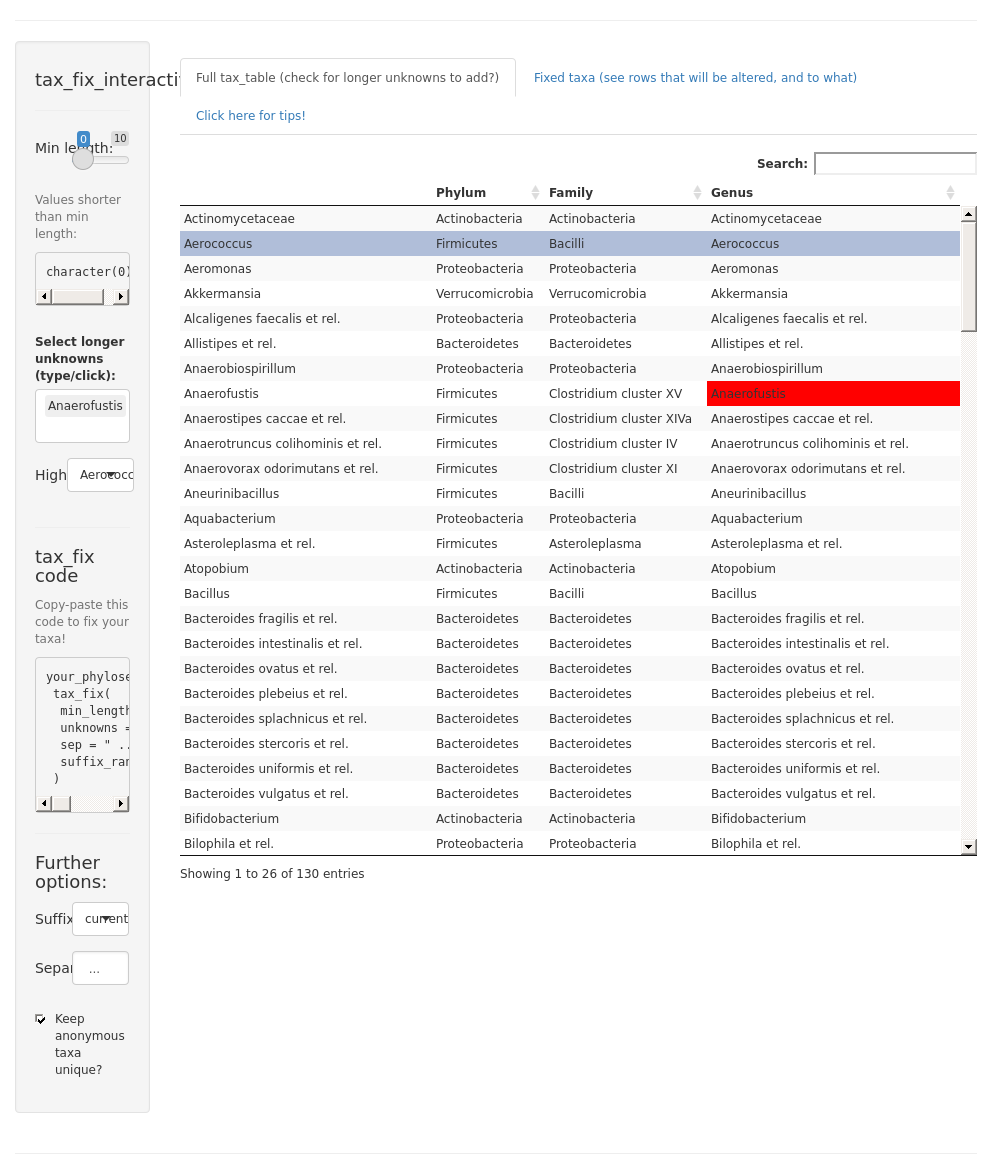 tax_fix_interacti
0
10
Min length:
Values shorter
than min
length:
character(0)
Select longer
unknowns
(type/click):
Anaerofustis
High
Aerococc
tax_fix
code
Copy-paste this
code to fix your
taxa!
your_phylose
tax_fix(
min_length
unknowns =
sep = " ..
suffix_ran
)
Further
options:
Suffix
current
Separ
...
Keep
anonymous
taxa
unique?
Full tax_table (check for longer unknowns to add?)
Fixed taxa (see rows that will be altered, and to what)
Click here for tips!
Search:
Phylum Family Genus
Actinomycetaceae Actinobacteria Actinobacteria Actinomycetaceae
Aerococcus Firmicutes Bacilli Aerococcus
Aeromonas Proteobacteria Proteobacteria Aeromonas
Akkermansia Verrucomicrobia Verrucomicrobia Akkermansia
Alcaligenes faecalis et rel. Proteobacteria Proteobacteria Alcaligenes faecalis et rel.
Allistipes et rel. Bacteroidetes Bacteroidetes Allistipes et rel.
Anaerobiospirillum Proteobacteria Proteobacteria Anaerobiospirillum
Anaerofustis Firmicutes Clostridium cluster XV Anaerofustis
Anaerostipes caccae et rel. Firmicutes Clostridium cluster XIVa Anaerostipes caccae et rel.
Anaerotruncus colihominis et rel. Firmicutes Clostridium cluster IV Anaerotruncus colihominis et rel.
Anaerovorax odorimutans et rel. Firmicutes Clostridium cluster XI Anaerovorax odorimutans et rel.
Aneurinibacillus Firmicutes Bacilli Aneurinibacillus
Aquabacterium Proteobacteria Proteobacteria Aquabacterium
Asteroleplasma et rel. Firmicutes Asteroleplasma Asteroleplasma et rel.
Atopobium Actinobacteria Actinobacteria Atopobium
Bacillus Firmicutes Bacilli Bacillus
Bacteroides fragilis et rel. Bacteroidetes Bacteroidetes Bacteroides fragilis et rel.
Bacteroides intestinalis et rel. Bacteroidetes Bacteroidetes Bacteroides intestinalis et rel.
Bacteroides ovatus et rel. Bacteroidetes Bacteroidetes Bacteroides ovatus et rel.
Bacteroides plebeius et rel. Bacteroidetes Bacteroidetes Bacteroides plebeius et rel.
Bacteroides splachnicus et rel. Bacteroidetes Bacteroidetes Bacteroides splachnicus et rel.
Bacteroides stercoris et rel. Bacteroidetes Bacteroidetes Bacteroides stercoris et rel.
Bacteroides uniformis et rel. Bacteroidetes Bacteroidetes Bacteroides uniformis et rel.
Bacteroides vulgatus et rel. Bacteroidetes Bacteroidetes Bacteroides vulgatus et rel.
Bifidobacterium Actinobacteria Actinobacteria Bifidobacterium
Bilophila et rel. Proteobacteria Proteobacteria Bilophila et rel.
Showing 1 to 26 of 130 entries